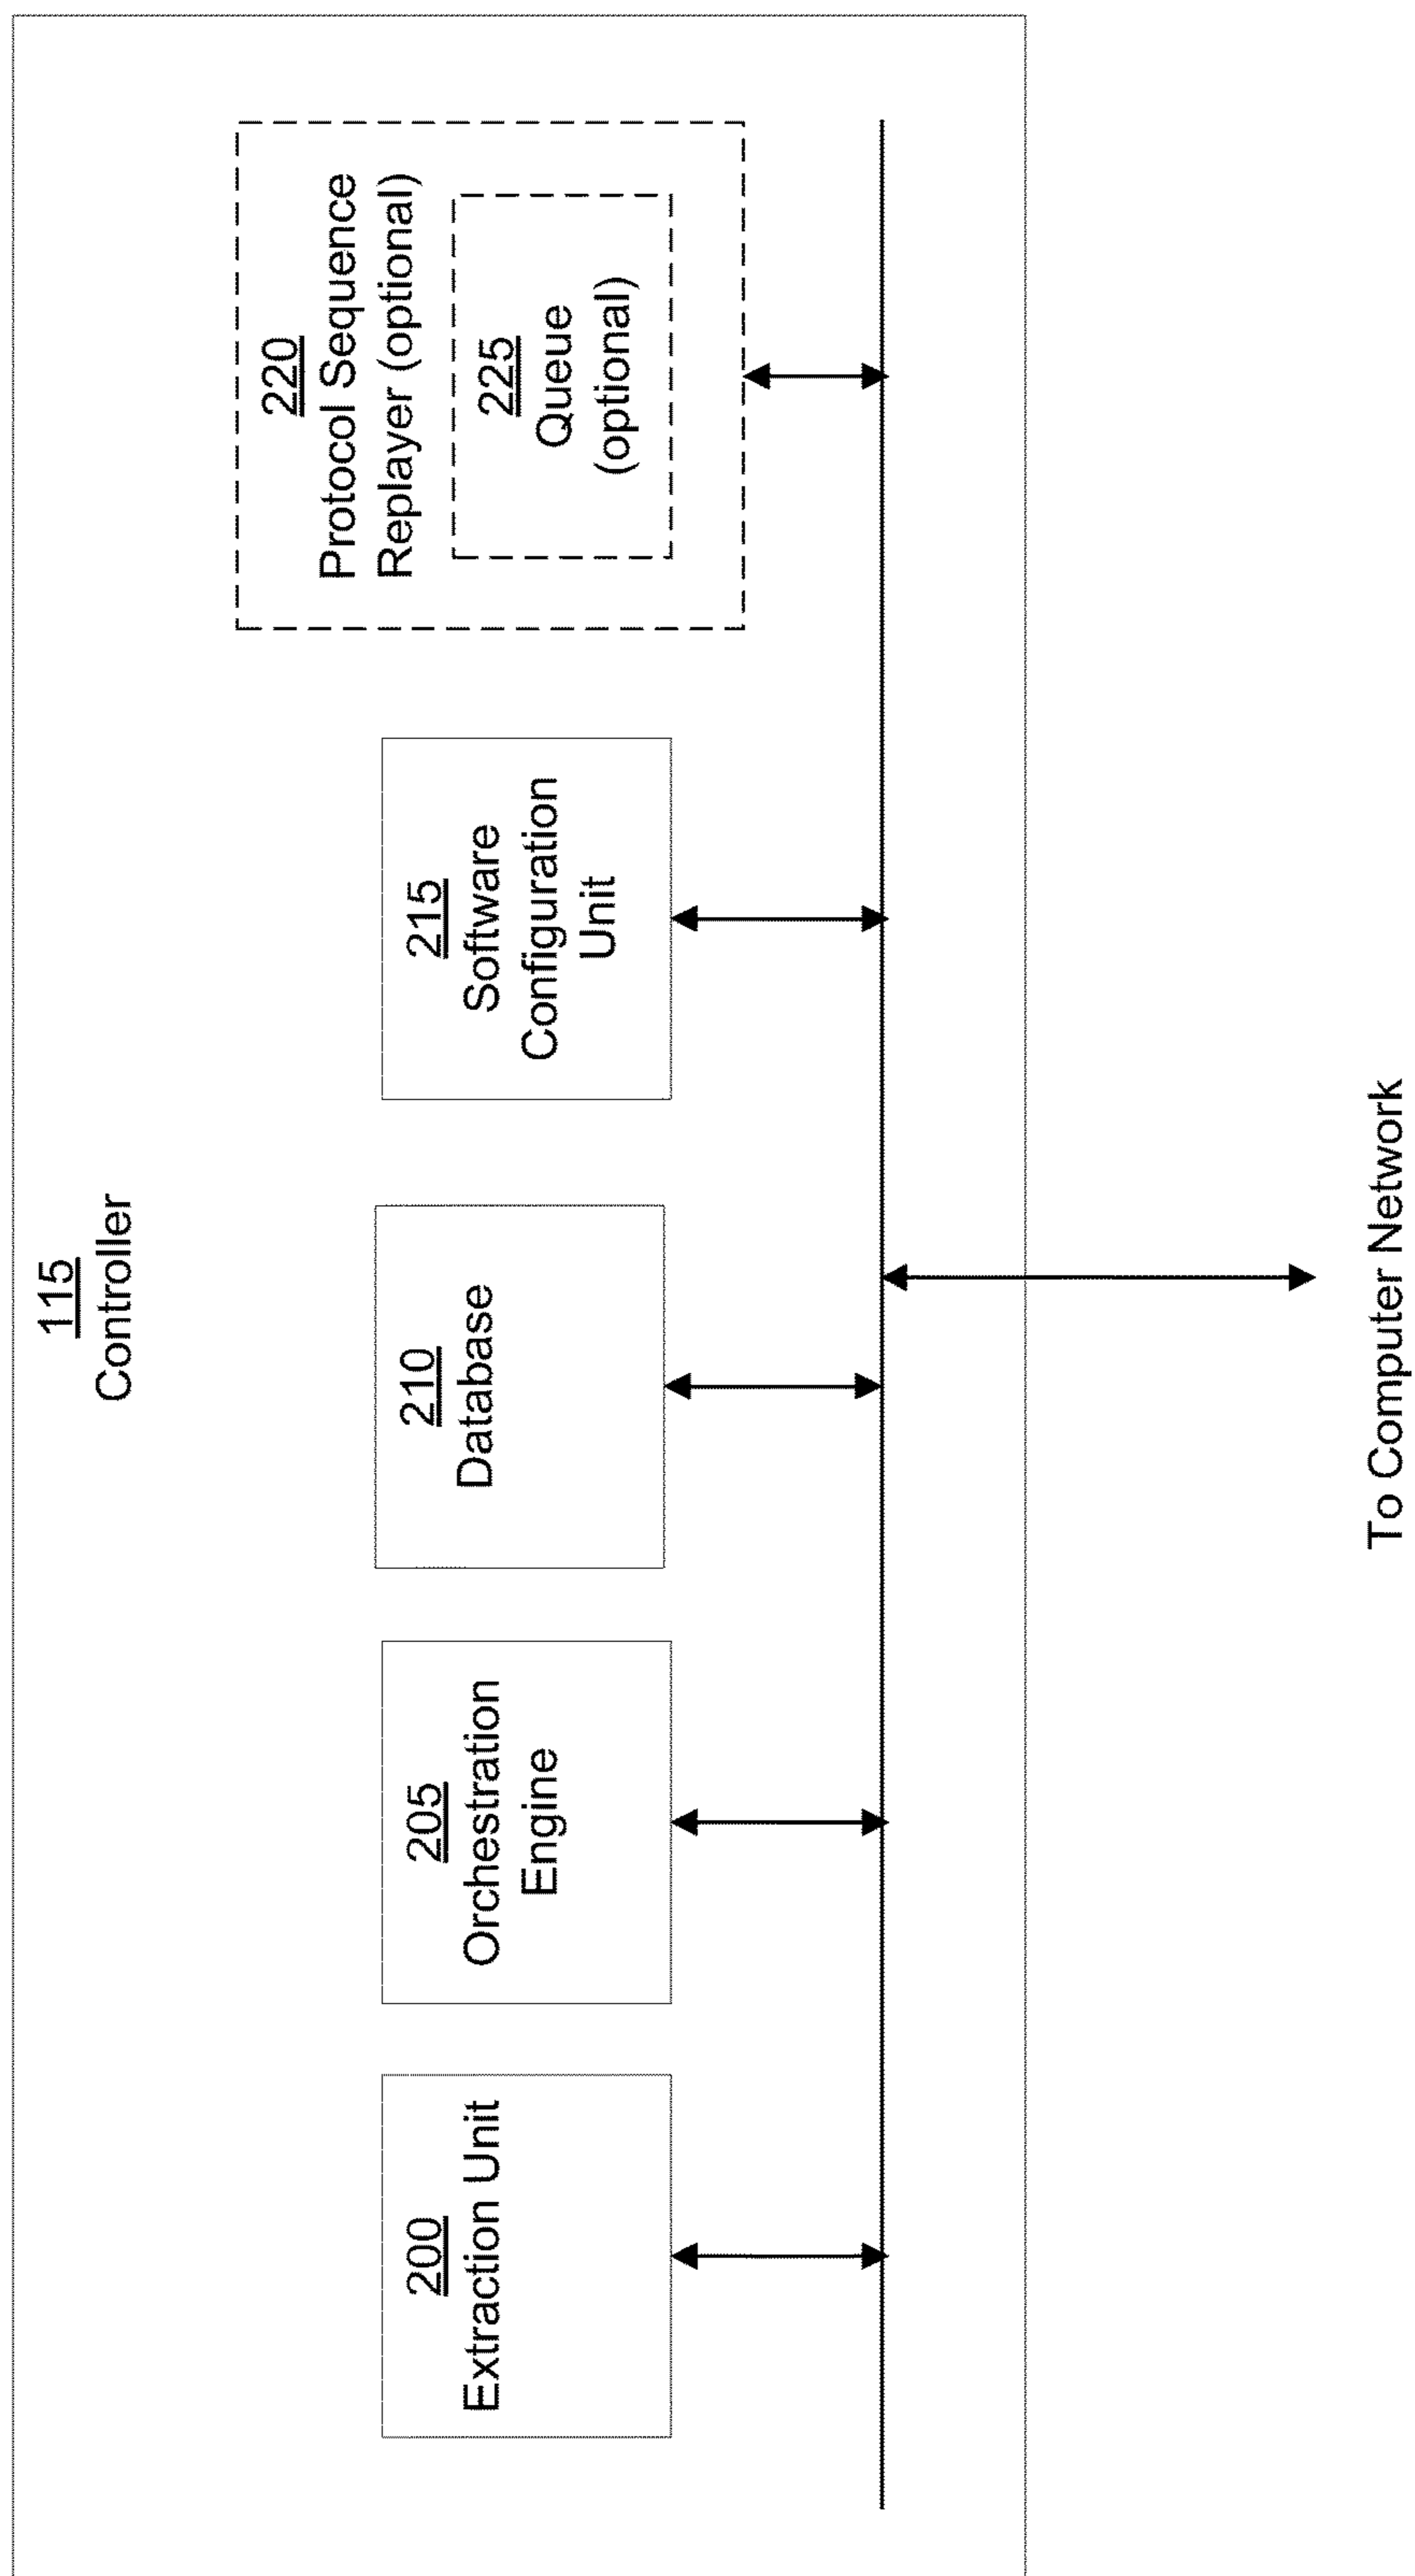 115
Controller
200
Extraction Unit
205
Orchestration
Engine
210
Database
215
Software
Configuration
Unit
220
Protocol Sequence
Replayer (optional)
225
Queue
(optional)
To Computer Network